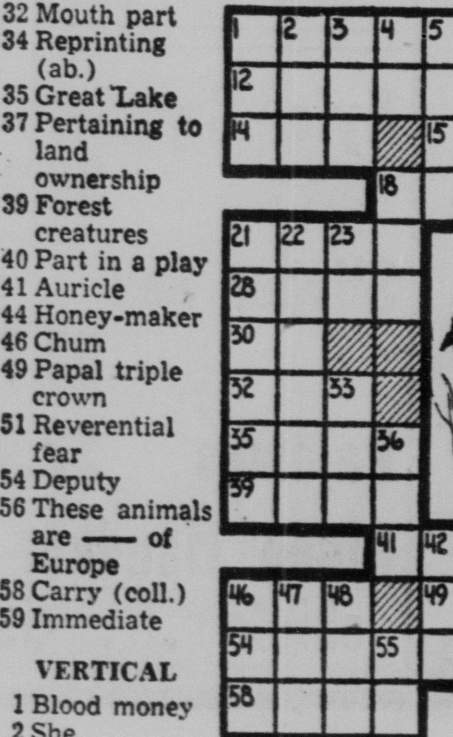 32 Mouth part
34 Reprinting
(ab.)
35 Great Lake
37 Pertaining to
land
ownership
39 Forest
creatures
40 Part in a play
41 Auricle
44 Honey-maker
46 Chum
49 Papal triple
crown
51 Reverential
fear
54 Deputy
56 These animals
are — of
Europe
58 Carry (coll.)
59 Immediate
VERTICAL
1 Blood money
2 She
1 2 3 4 5
12
14 15
18
21 22 23
28
30
32 33
35 36
39
41 42
46 47 48 49
54 55
58